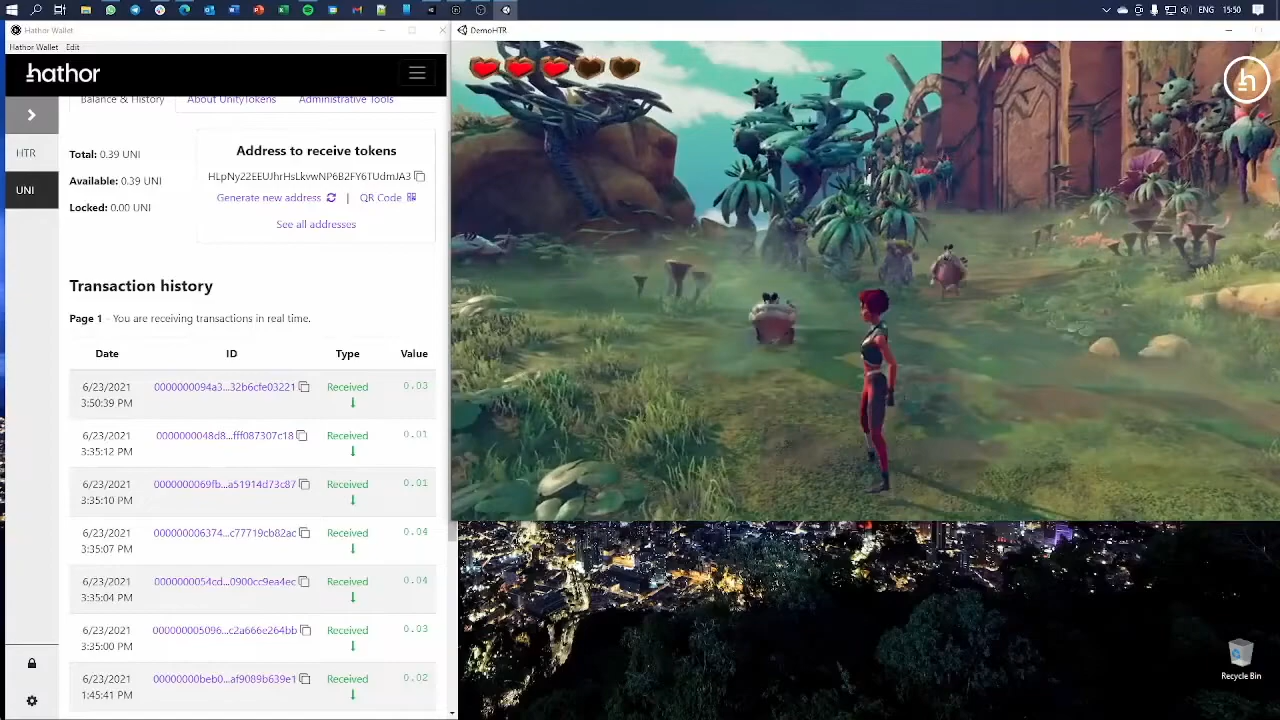 ENG 15:50
Hathor Wallet
DemoHTR
Hathor Wallet Edit
hathor
Balance & History About UnityTokens Administrative Tools
HTR
UNI
Total: 0.39 UNI
Available: 0.39 UNI
Locked: 0.00 UNI
Address to receive tokens
HLpNy22EEUJhrHsLkvwNP6B2FY6TUdmJA3
Generate new address | QR Code
See all addresses
Transaction history
Page 1 - You are receiving transactions in real time.
Date ID Type Value
6/23/2021 0000000094a3...32b6cfe03221 Received 0.03
3:50:39 PM
6/23/2021 0000000048d8...fff087307c18 Received 0.01
3:35:12 PM
6/23/2021 0000000069fb...a51914d73c87 Received 0.01
3:35:10 PM
6/23/2021 0000000006374...c77719cb82ac Received 0.04
3:35:07 PM
6/23/2021 0000000054cd...0900cc9ea4ec Received 0.04
3:35:04 PM
6/23/2021 000000005096...c2a666e264bb Received 0.03
3:35:00 PM
6/23/2021 00000000beb0...af9089b639e1 Received 0.02
1:45:41 PM
Recycle Bin